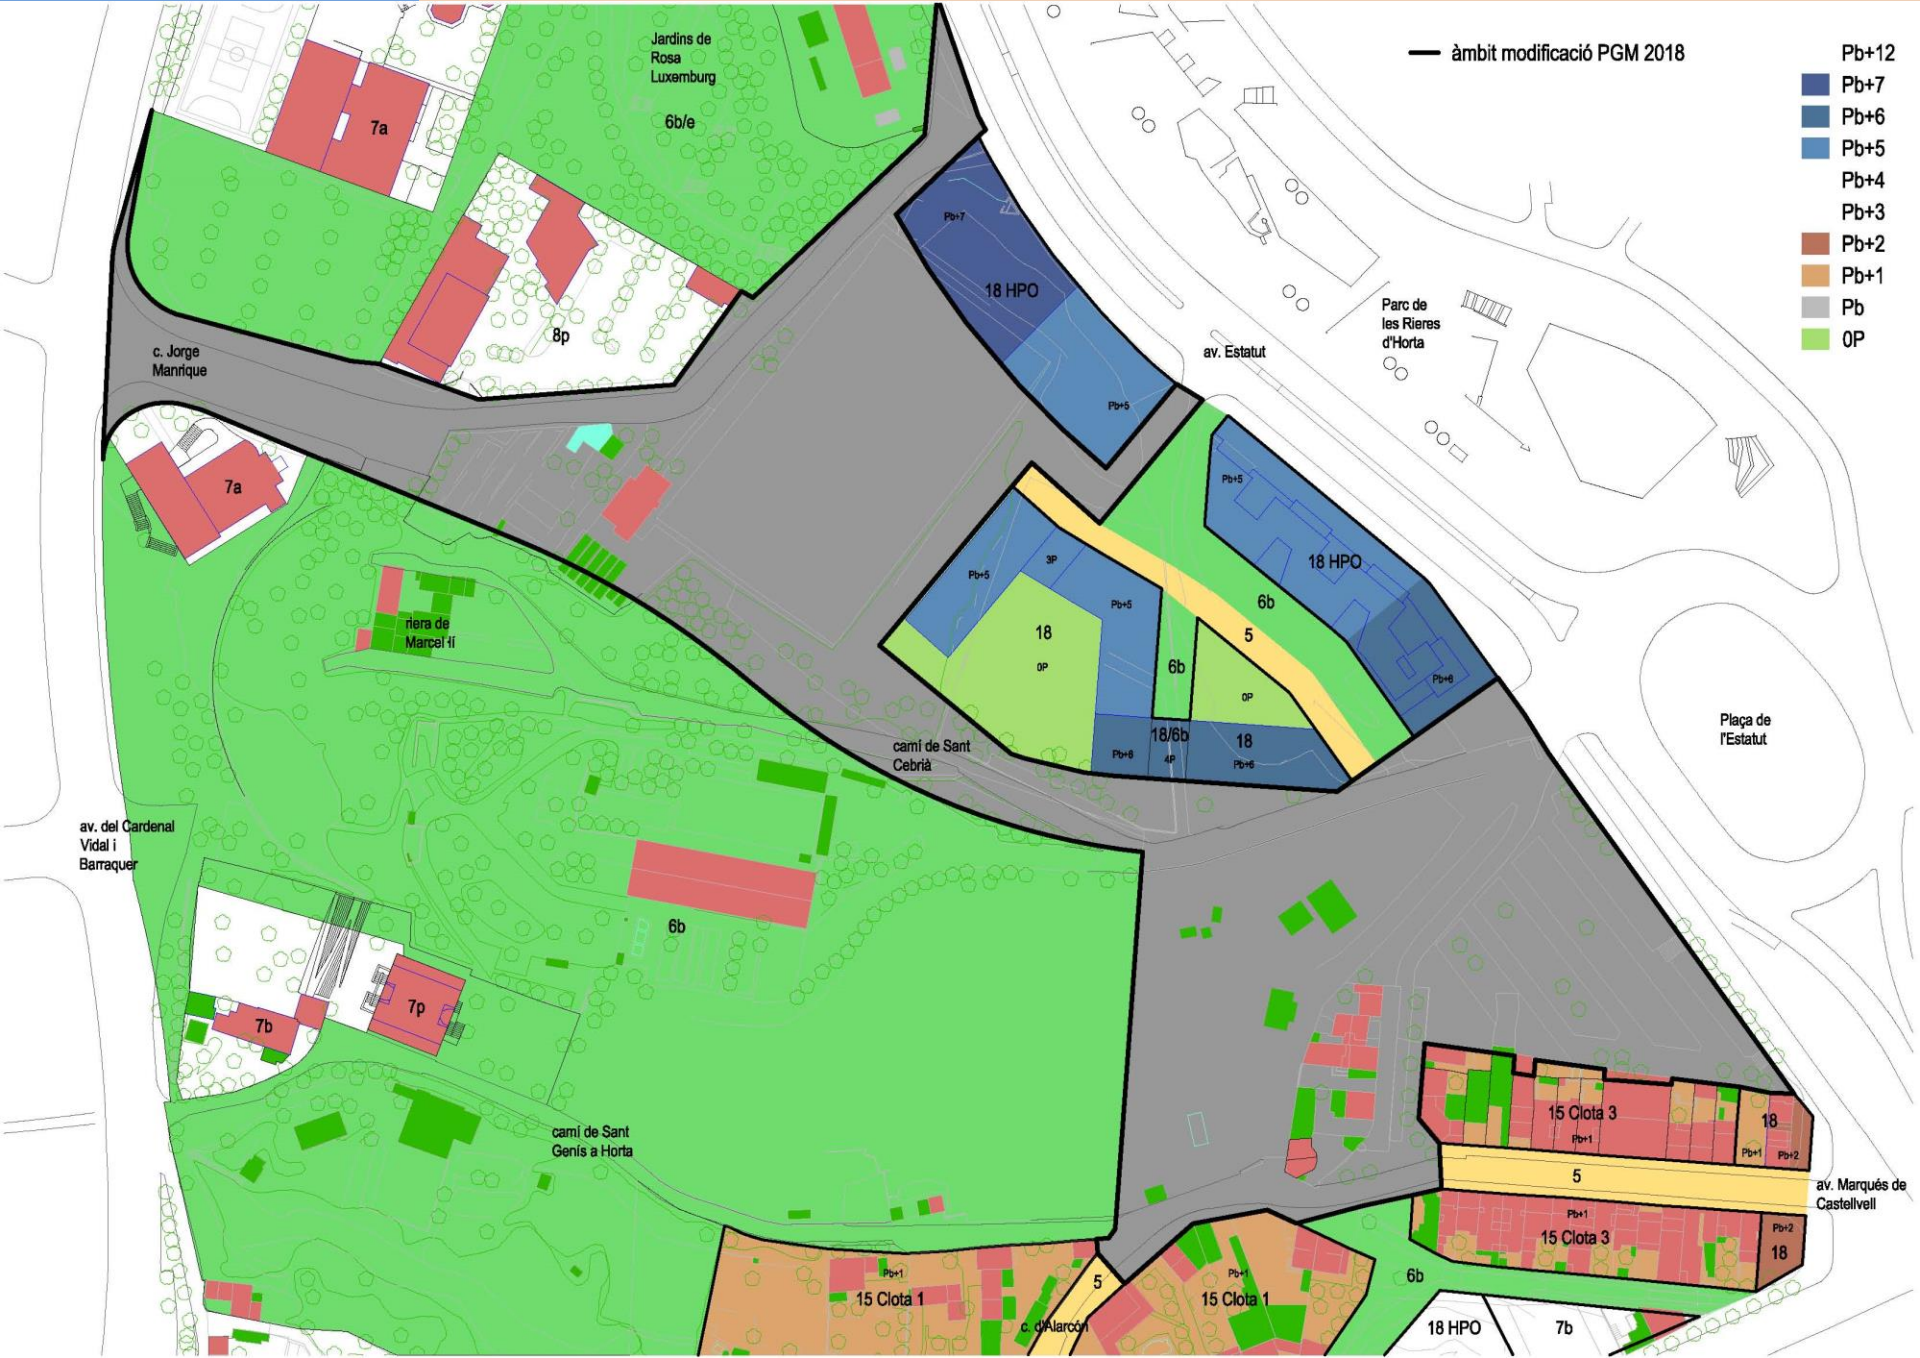 Jardins de
Rosa
Luxemburg
6b/e
7a
8p
c. Jorge
Manrique
7a
riera de
Marcel·lí
av. del Cardenal
Vidal i
Barraquer
7b
7p
6b
camí de Sant
Genís a Horta
camí de Sant
Cebrià
àmbit modificació PGM 2018
Pb+12
Pb+7
Pb+6
Pb+5
Pb+4
Pb+3
Pb+2
Pb+1
Pb
0P
Parc de
les Rieres
d'Horta
av. Estatut
Plaça de
l'Estatut
Pb+7
18 HPO
Pb+5
Pb+5
18 HPO
6b
5
Pb+6
Pb+5
3P
Pb+5
18
0P
6b
0P
18/6b
18
Pb+6
4P
Pb+6
15 Clota 3
Pb+1
18
Pb+1
Pb+2
5
av. Marqués de
Castellvell
Pb+1
15 Clota 3
Pb+2
18
6b
Pb+1
15 Clota 1
5
c. d'Alarcón
Pb+1
15 Clota 1
18 HPO
7b